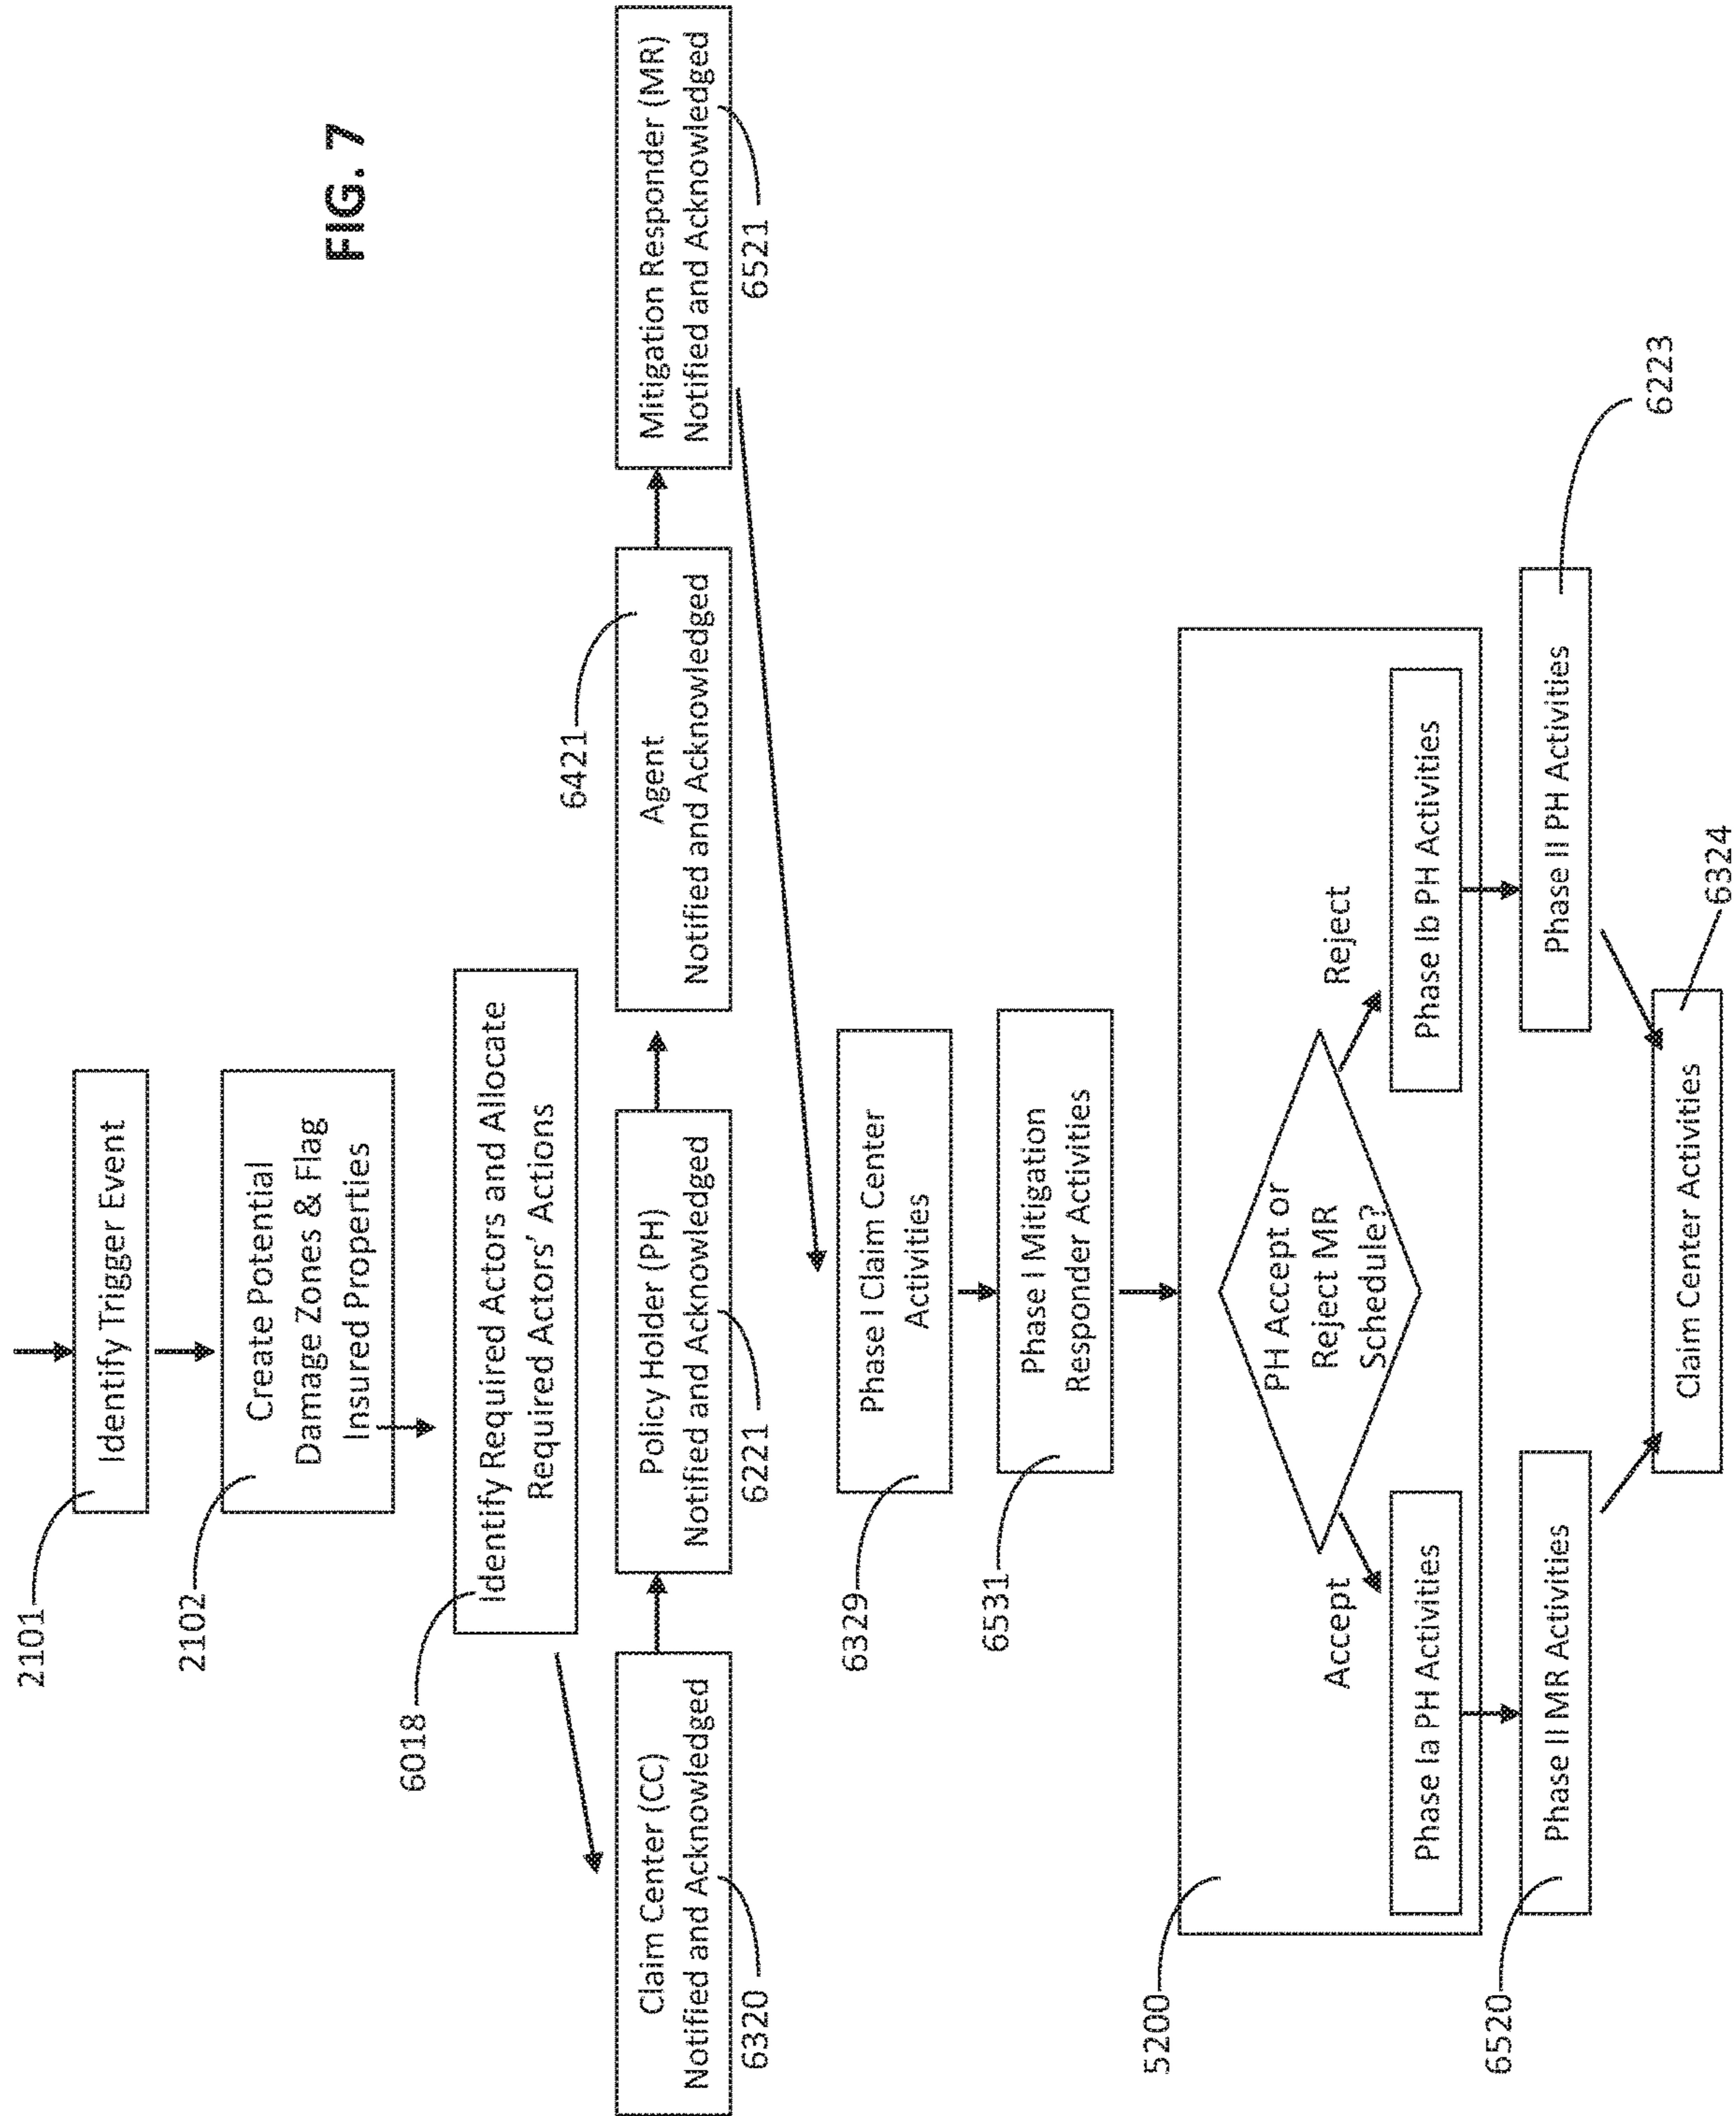 FIG. 7
2101
Identify Trigger Event
2102
Create Potential
Damage Zones & Flag
Insured Properties
6018
Identify Required Actors and Allocate
Required Actors' Actions
6421
Claim Center (CC)
Notified and Acknowledged
Policy Holder (PH)
Notified and Acknowledged
Agent
Notified and Acknowledged
Mitigation Responder (MR)
Notified and Acknowledged
6320
6221
6521
6329
Phase I Claim Center
Activities
6531
Phase I Mitigation
Responder Activities
5200
PH Accept or
Reject MR
Schedule?
Accept
Reject
Phase Ia PH Activities
Phase Ib PH Activities
6520
Phase II MR Activities
Phase II PH Activities
6223
Claim Center Activities
6324